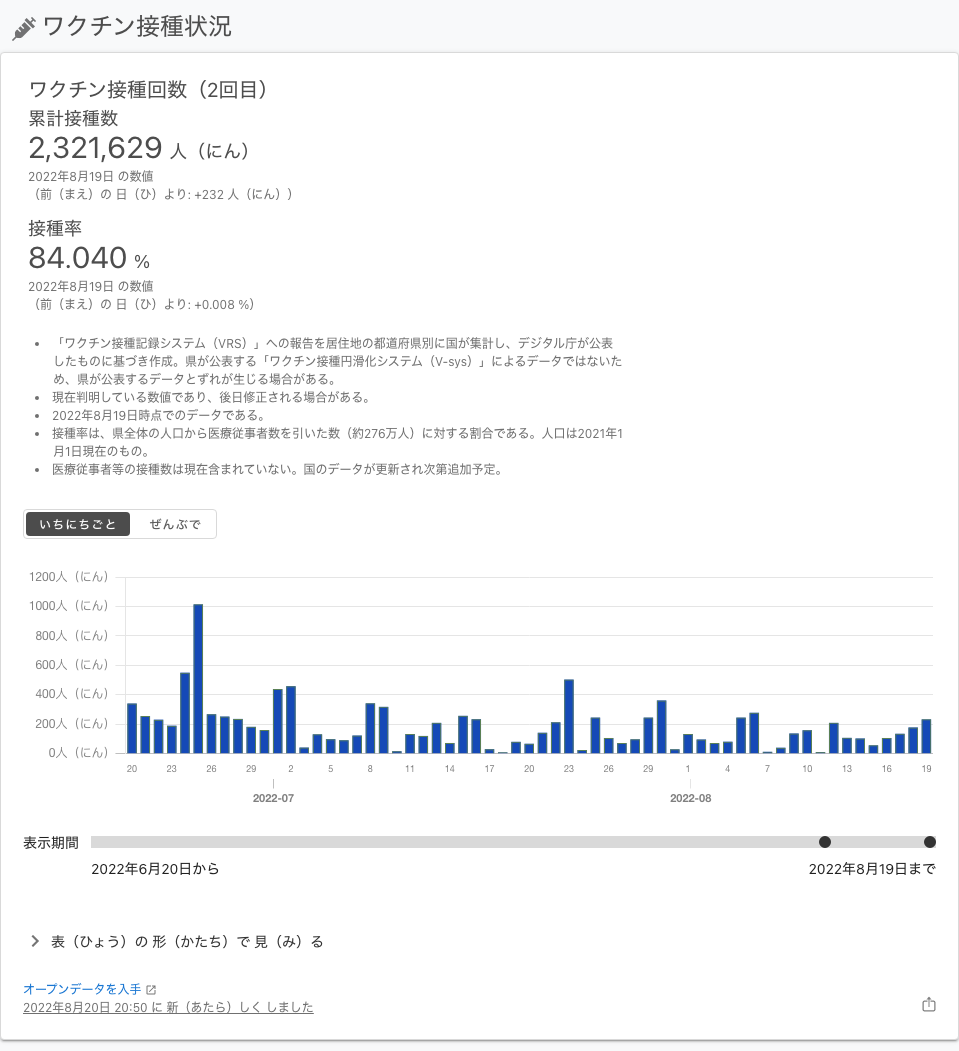 ワクチン接種状況
ワクチン接種回数（2回目）
累計接種数
2,321,629 人（にん）
2022年8月19日 の数値
（前（まえ）の 日（ひ）より: +232 人（にん））
接種率
84.040 %
2022年8月19日 の数値
（前（まえ）の 日（ひ）より: +0.008 %）
• 「ワクチン接種記録システム（VRS）」への報告を居住地の都道府県別に国が集計し、デジタル庁が公表
したものに基づき作成。県が公表する「ワクチン接種円滑化システム（V-sys）」によるデータではないた
め、県が公表するデータとずれが生じる場合がある。
• 現在判明している数値であり、後日修正される場合がある。
• 2022年8月19日時点でのデータである。
• 接種率は、県全体の人口から医療従事者数を引いた数（約276万人）に対する割合である。人口は2021年1
月1日現在のもの。
• 医療従事者等の接種数は現在含まれていない。国のデータが更新され次第追加予定。
いちにちごと ぜんぶで
1200人（にん）
1000人（にん）
800人（にん）
600人（にん）
400人（にん）
200人（にん）
0人（にん）
20 23 26 29 2 5 8 11 14 17 20 23 26 29 1 4 7 10 13 16 19
2022-07 2022-08
表示期間
2022年6月20日から 2022年8月19日まで
表（ひょう）の 形（かたち）で 見（み）る
オープンデータを入手
2022年8月20日 20:50 に 新（あたら）しく しました